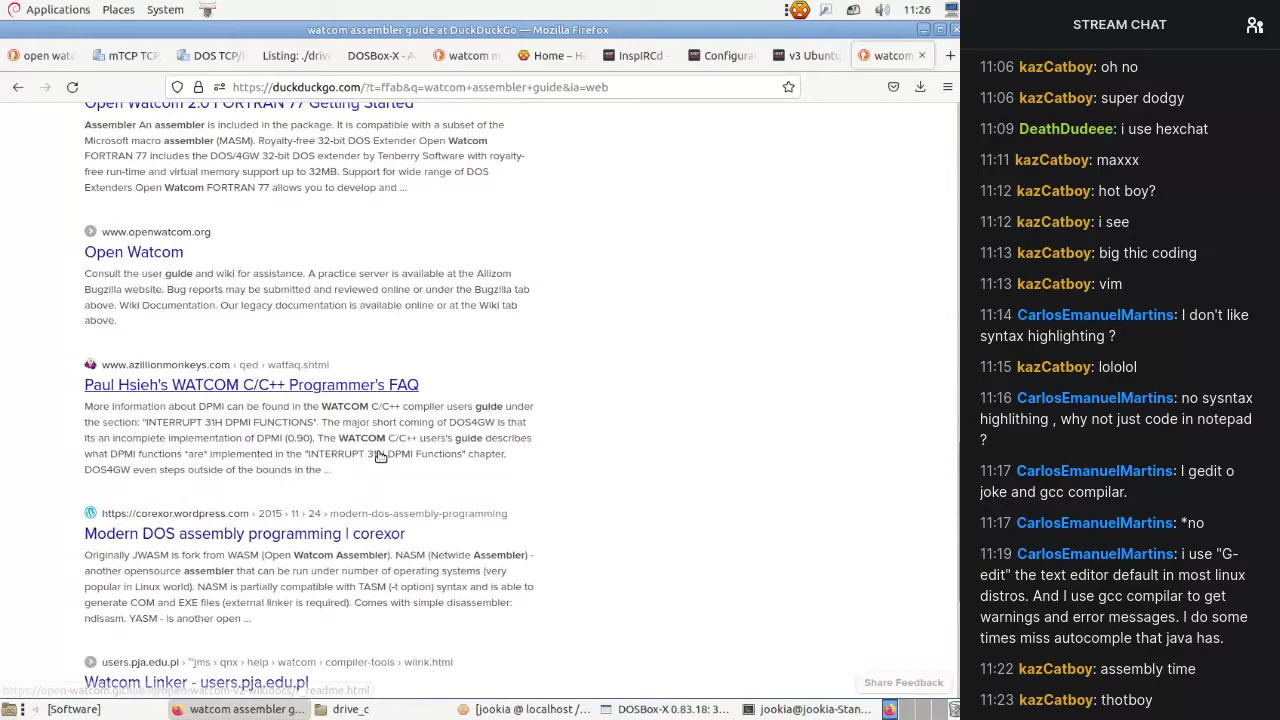 Applications Places System 11:26
watcom assembler guide at DuckDuckGo — Mozilla Firefox
open wat mTCP TCP DOS TCP/ Listing: ./drive DOSBox-X - A watcom m Home – He InspIRCd - Configura v3 Ubuntu watcom
https://duckduckgo.com/?t=ffab&q=watcom+assembler+guide&ia=web
Open Watcom 2.0 FORTRAN 77 Getting Started
Assembler An assembler is included in the package. It is compatible with a subset of the
Microsoft macro assembler (MASM). Royalty-free 32-bit DOS Extender Open Watcom
FORTRAN 77 includes the DOS/4GW 32-bit DOS extender by Tenberry Software with royalty-
free run-time and virtual memory support up to 32MB. Support for wide range of DOS
Extenders Open Watcom FORTRAN 77 allows you to develop and ...
www.openwatcom.org
Open Watcom
Consult the user guide and wiki for assistance. A practice server is available at the Allizom
Bugzilla website. Bug reports may be submitted and reviewed online or under the Bugzilla tab
above. Wiki Documentation. Our legacy documentation is available online or at the Wiki tab
above.
www.azillionmonkeys.com › qed › watfaq.shtml
Paul Hsieh's WATCOM C/C++ Programmer's FAQ
More information about DPMI can be found in the WATCOM C/C++ compiler users guide under
the section: "INTERRUPT 31H DPMI FUNCTIONS". The major short coming of DOS4GW is that
its an incomplete implementation of DPMI (0.90). The WATCOM C/C++ users's guide describes
what DPMI functions *are* implemented in the "INTERRUPT 31H DPMI Functions" chapter.
DOS4GW even steps outside of the bounds in the ...
https://corexor.wordpress.com › 2015 › 11 › 24 › modern-dos-assembly-programming
Modern DOS assembly programming | corexor
Originally JWASM is fork from WASM (Open Watcom Assembler). NASM (Netwide Assembler) -
another opensource assembler that can be run under number of operating systems (very
popular in Linux world). NASM is partially compatible with TASM (-t option) syntax and is able to
generate COM and EXE files (external linker is required). Comes with simple disassembler:
ndisasm. YASM - is another open ...
users.pja.edu.pl › ~jms › qnx › help › watcom › compiler-tools › wlink.html
Watcom Linker - users.pja.edu.pl
Share Feedback
[Software] watcom assembler g... drive_c [jookia @ localhost /... DOSBox-X 0.83.18: 3... jookia@jookia-Stan...
STREAM CHAT
11:06 kazCatboy: oh no
11:06 kazCatboy: super dodgy
11:09 DeathDudeee: i use hexchat
11:11 kazCatboy: maxxx
11:12 kazCatboy: hot boy?
11:12 kazCatboy: i see
11:13 kazCatboy: big thic coding
11:13 kazCatboy: vim
11:14 CarlosEmanuelMartins: I don't like
syntax highlighting ?
11:15 kazCatboy: lololol
11:16 CarlosEmanuelMartins: no sysntax
highlithing , why not just code in notepad
?
11:17 CarlosEmanuelMartins: I gedit o
joke and gcc compilar.
11:17 CarlosEmanuelMartins: *no
11:19 CarlosEmanuelMartins: i use "G-
edit" the text editor default in most linux
distros. And I use gcc compilar to get
warnings and error messages. I do some
times miss autocomple that java has.
11:22 kazCatboy: assembly time
11:23 kazCatboy: thotboy